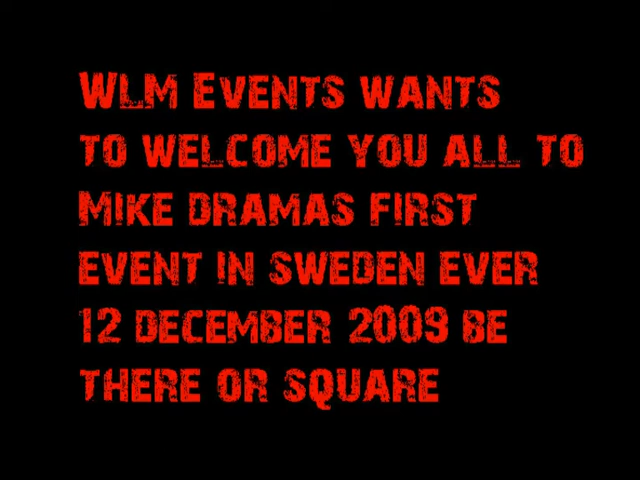 WLM EVENTS WANTS
TO WELCOME YOU ALL TO
MIKE DRAMAS FIRST
EVENT IN SWEDEN EVER
12 DECEMBER 2009 BE
THERE OR SQUARE